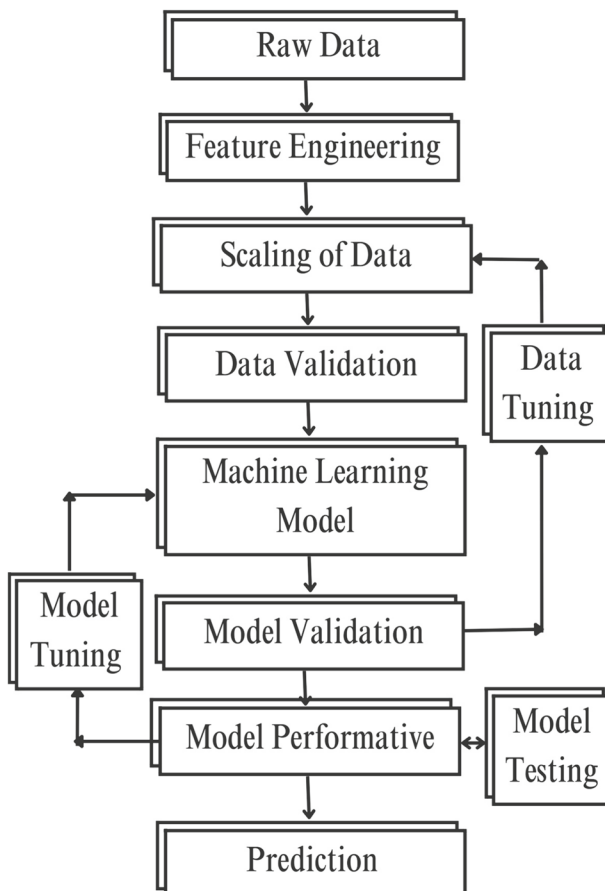 Raw Data
Feature Engineering
Scaling of Data
Data Validation
Data
Tuning
Machine Learning
Model
Model
Tuning
Model Validation
Model Performative
Model
Testing
Prediction